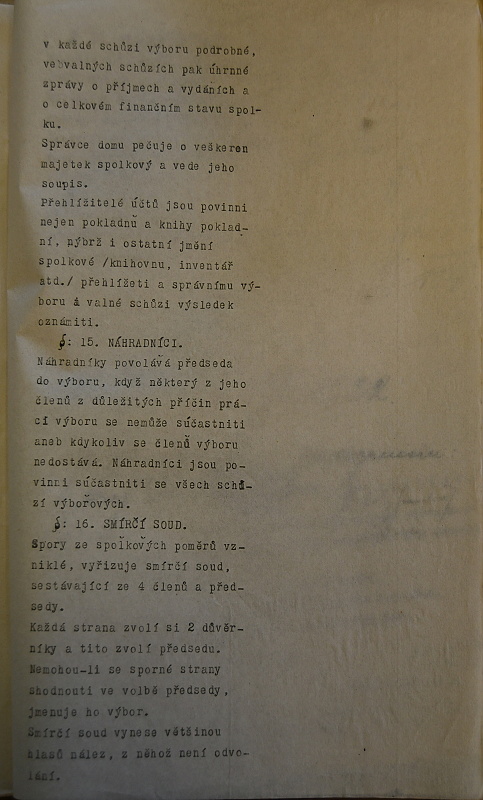 v každé schůzi výboru podrobné,
ve valných schůzích pak úhrnné
zprávy o příjmech a vydáních a
o celkovém finančním stavu spol-
ku.
Správce domu pečuje o veškeren
majetek spolkový a vede jeho
soupis.
Přehlížitelé účtů jsou povinni
nejen pokladnu a knihy poklad-
ní, nýbrž i ostatní jmění
spolkové /knihovnu, inventář
atd./ přehlížeti a správnímu vý-
boru á valné schůzi výsledek
oznámiti.
§: 15. NÁHRADNÍCI.
Náhradníky povolává předseda
do výboru, když některý z jeho
členů z důležitých příčin prá-
cí výboru se nemůže súčastniti
aneb kdykoliv se členů výboru
nedostává. Náhradníci jsou po-
vinni súčastniti se všech schů-
zí výborových.
§: 16. SMÍRČÍ SOUD.
Spory ze spolkových poměrů vz-
niklé, vyřizuje smírčí soud,
sestávající ze 4 členů a před-
sedy.
Každá strana zvolí si 2 důvěr-
níky a tito zvolí předsedu.
Nemohou-li se sporné strany
shodnouti ve volbě předsedy,
jmenuje ho výbor.
Smírčí soud vynese většinou
hlasů nález, z něhož není odvo-
lání.